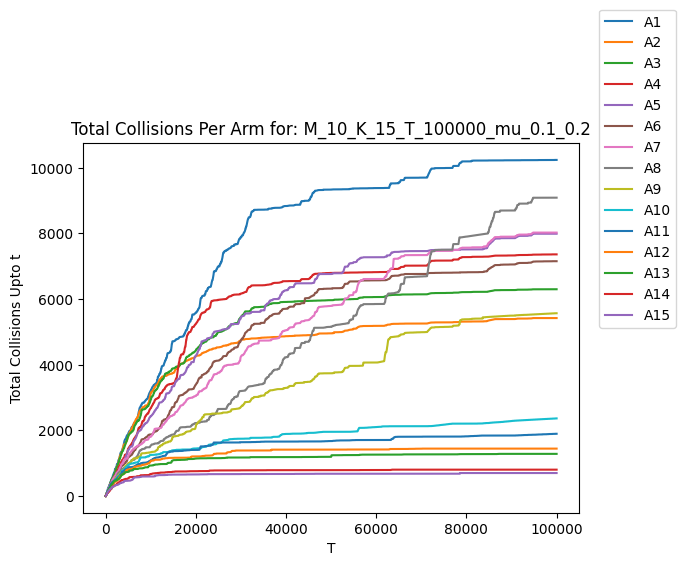 Total Collisions Per Arm for: M_10_K_15_T_100000_mu_0.1_0.2
Total Collisions Upto t
10000
8000
6000
4000
2000
0
0
20000
40000
60000
80000
100000
T
A1
A2
A3
A4
A5
A6
A7
A8
A9
A10
A11
A12
A13
A14
A15